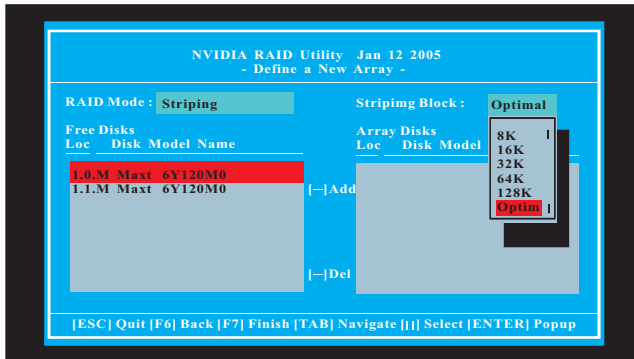 NVIDIA RAID Utility Jan 12 2005
- Define a New Array -
RAID Mode : Striping
Stripimg Block : Optimal
Free Disks
Loc Disk Model Name
Array Disks
Loc Disk Model
8K
16K
32K
64K
128K
Optim
1.0.M Maxt 6Y120M0
1.1.M Maxt 6Y120M0
[—]Add
[—]Del
[ESC] Quit [F6] Back [F7] Finish [TAB] Navigate [||] Select [ENTER] Popup